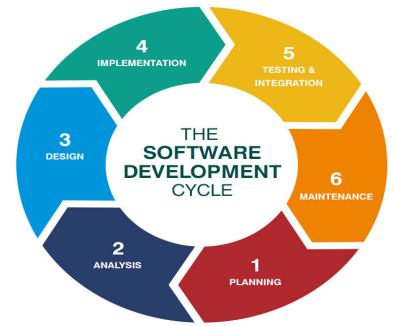 THE
SOFTWARE
DEVELOPMENT
CYCLE
1
PLANNING
2
ANALYSIS
3
DESIGN
4
IMPLEMENTATION
5
TESTING &
INTEGRATION
6
MAINTENANCE